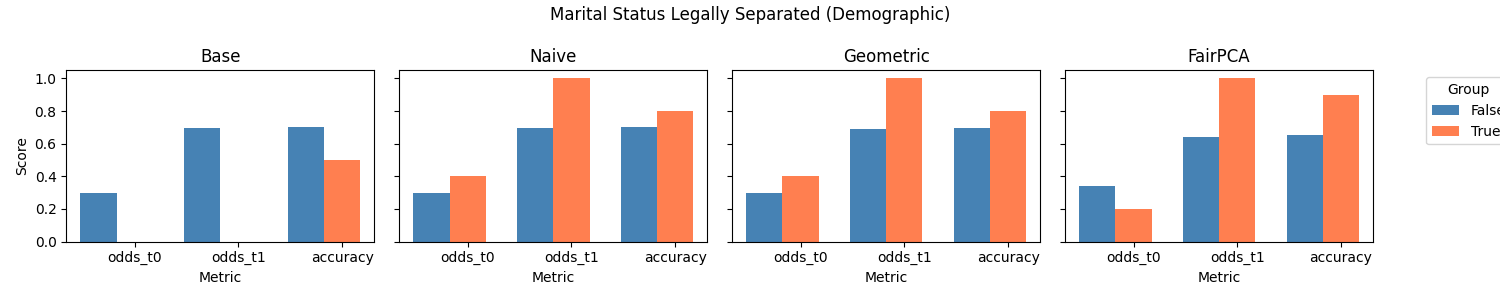 Marital Status Legally Separated (Demographic)
Base
Naive
Geometric
FairPCA
Score
1.0
0.8
0.6
0.4
0.2
0.0
odds_t0 odds_t1 accuracy
odds_t0 odds_t1 accuracy
odds_t0 odds_t1 accuracy
odds_t0 odds_t1 accuracy
Metric
Metric
Metric
Metric
Group
False
True